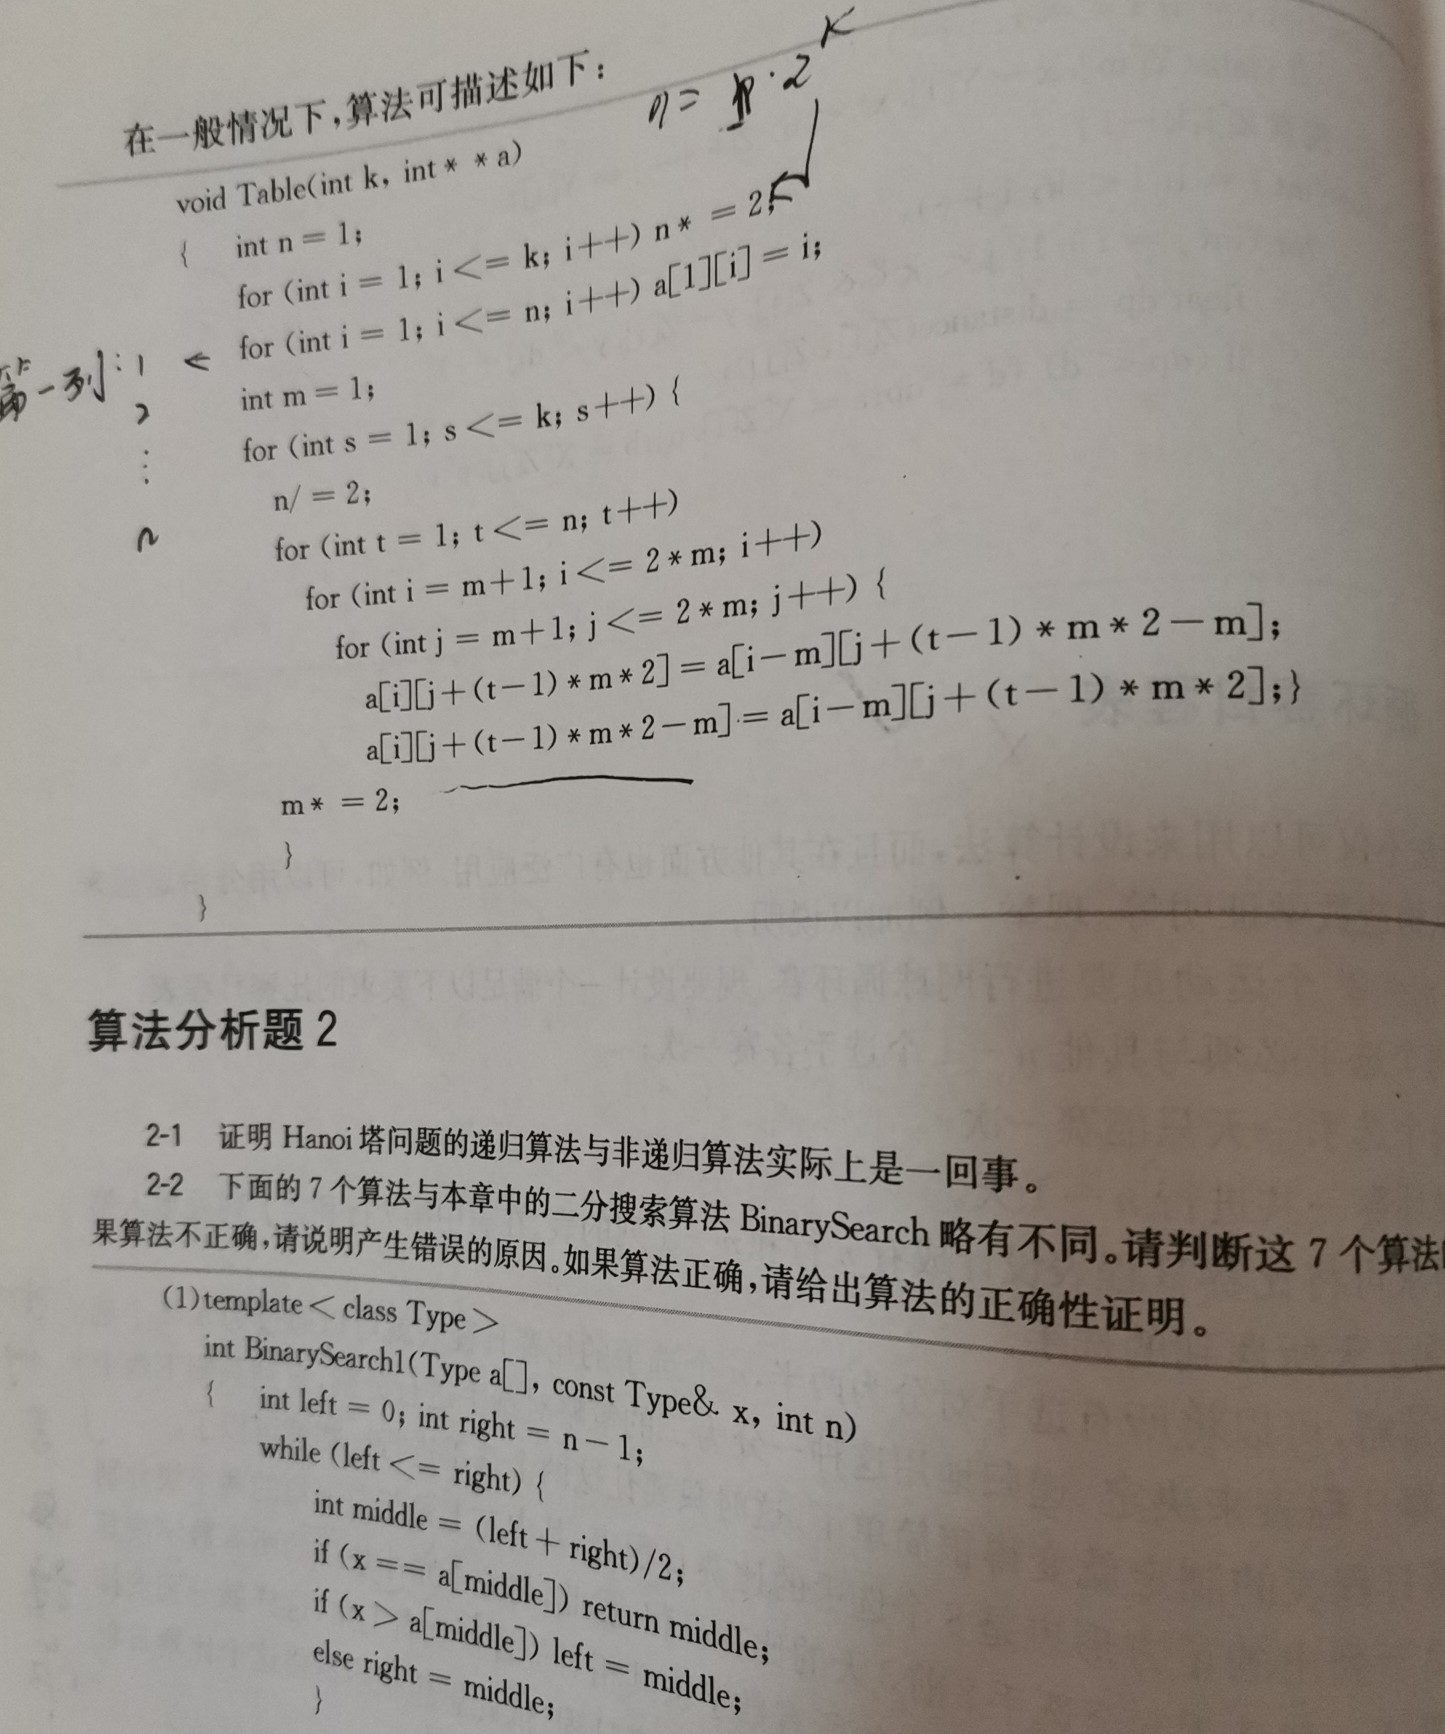 在一般情况下,算法可描述如下:
n = 1·2^K
void Table(int k, int * * a)
{ int n = 1;
for (int i = 1; i <= k; i++) n * = 2;
for (int i = 1; i <= n; i++) a[1][i] = i;
第一列: 1 ←
2
⋮
n
int m = 1;
for (int s = 1; s <= k; s++) {
n/ = 2;
for (int t = 1; t <= n; t++)
for (int i = m+1; i <= 2 * m; i++)
for (int j = m+1; j <= 2 * m; j++) {
a[i][j+(t-1) * m * 2] = a[i-m][j+(t-1) * m * 2-m];
a[i][j+(t-1) * m * 2-m] = a[i-m][j+(t-1) * m * 2];}
m * = 2;
}
}
算法分析题 2
2-1 证明 Hanoi 塔问题的递归算法与非递归算法实际上是一回事。
2-2 下面的 7 个算法与本章中的二分搜索算法 BinarySearch 略有不同。请判断这 7 个算法
果算法不正确,请说明产生错误的原因。如果算法正确,请给出算法的正确性证明。
(1)template < class Type >
int BinarySearch1(Type a[], const Type& x, int n)
{ int left = 0; int right = n-1;
while (left <= right) {
int middle = (left + right)/2;
if (x == a[middle]) return middle;
if (x > a[middle]) left = middle;
else right = middle;
}